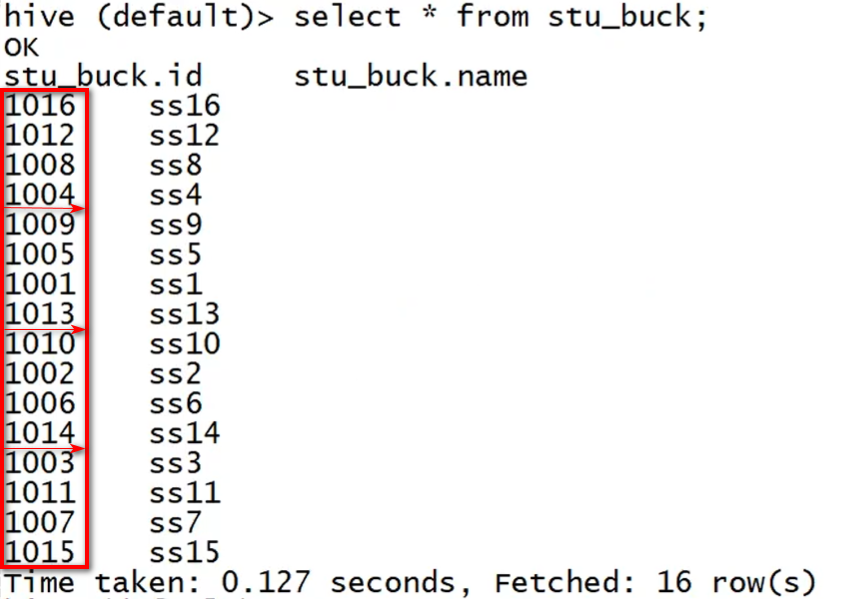 hive (default)> select * from stu_buck;
OK
stu_buck.id stu_buck.name
1016 ss16
1012 ss12
1008 ss8
1004 ss4
1009 ss9
1005 ss5
1001 ss1
1013 ss13
1010 ss10
1002 ss2
1006 ss6
1014 ss14
1003 ss3
1011 ss11
1007 ss7
1015 ss15
Time taken: 0.127 seconds, Fetched: 16 row(s)